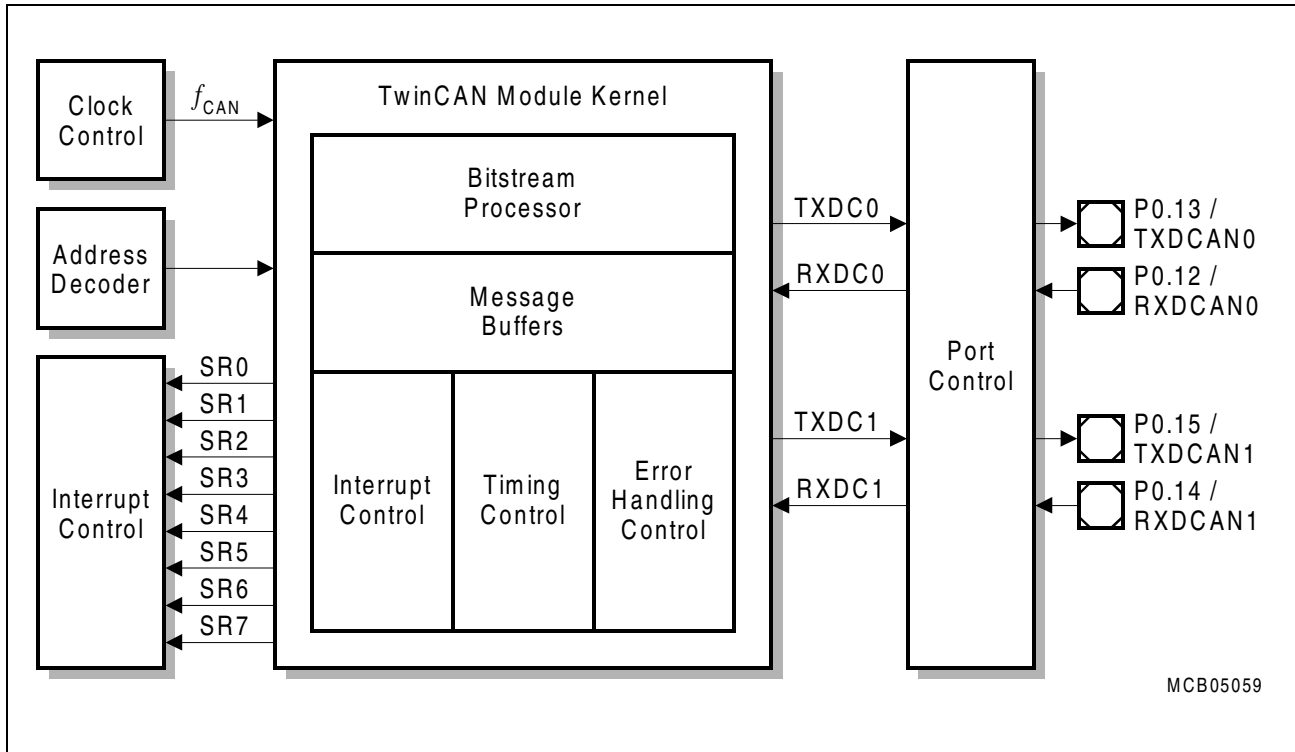 Clock
Control
fCAN
Address
Decoder
Interrupt
Control
SR0
SR1
SR2
SR3
SR4
SR5
SR6
SR7
TwinCAN Module Kernel
Bitstream
Processor
Message
Buffers
Interrupt
Control
Timing
Control
Error
Handling
Control
TXDC0
RXDC0
TXDC1
RXDC1
Port
Control
P0.13 /
TXDCAN0
P0.12 /
RXDCAN0
P0.15 /
TXDCAN1
P0.14 /
RXDCAN1
MCB05059